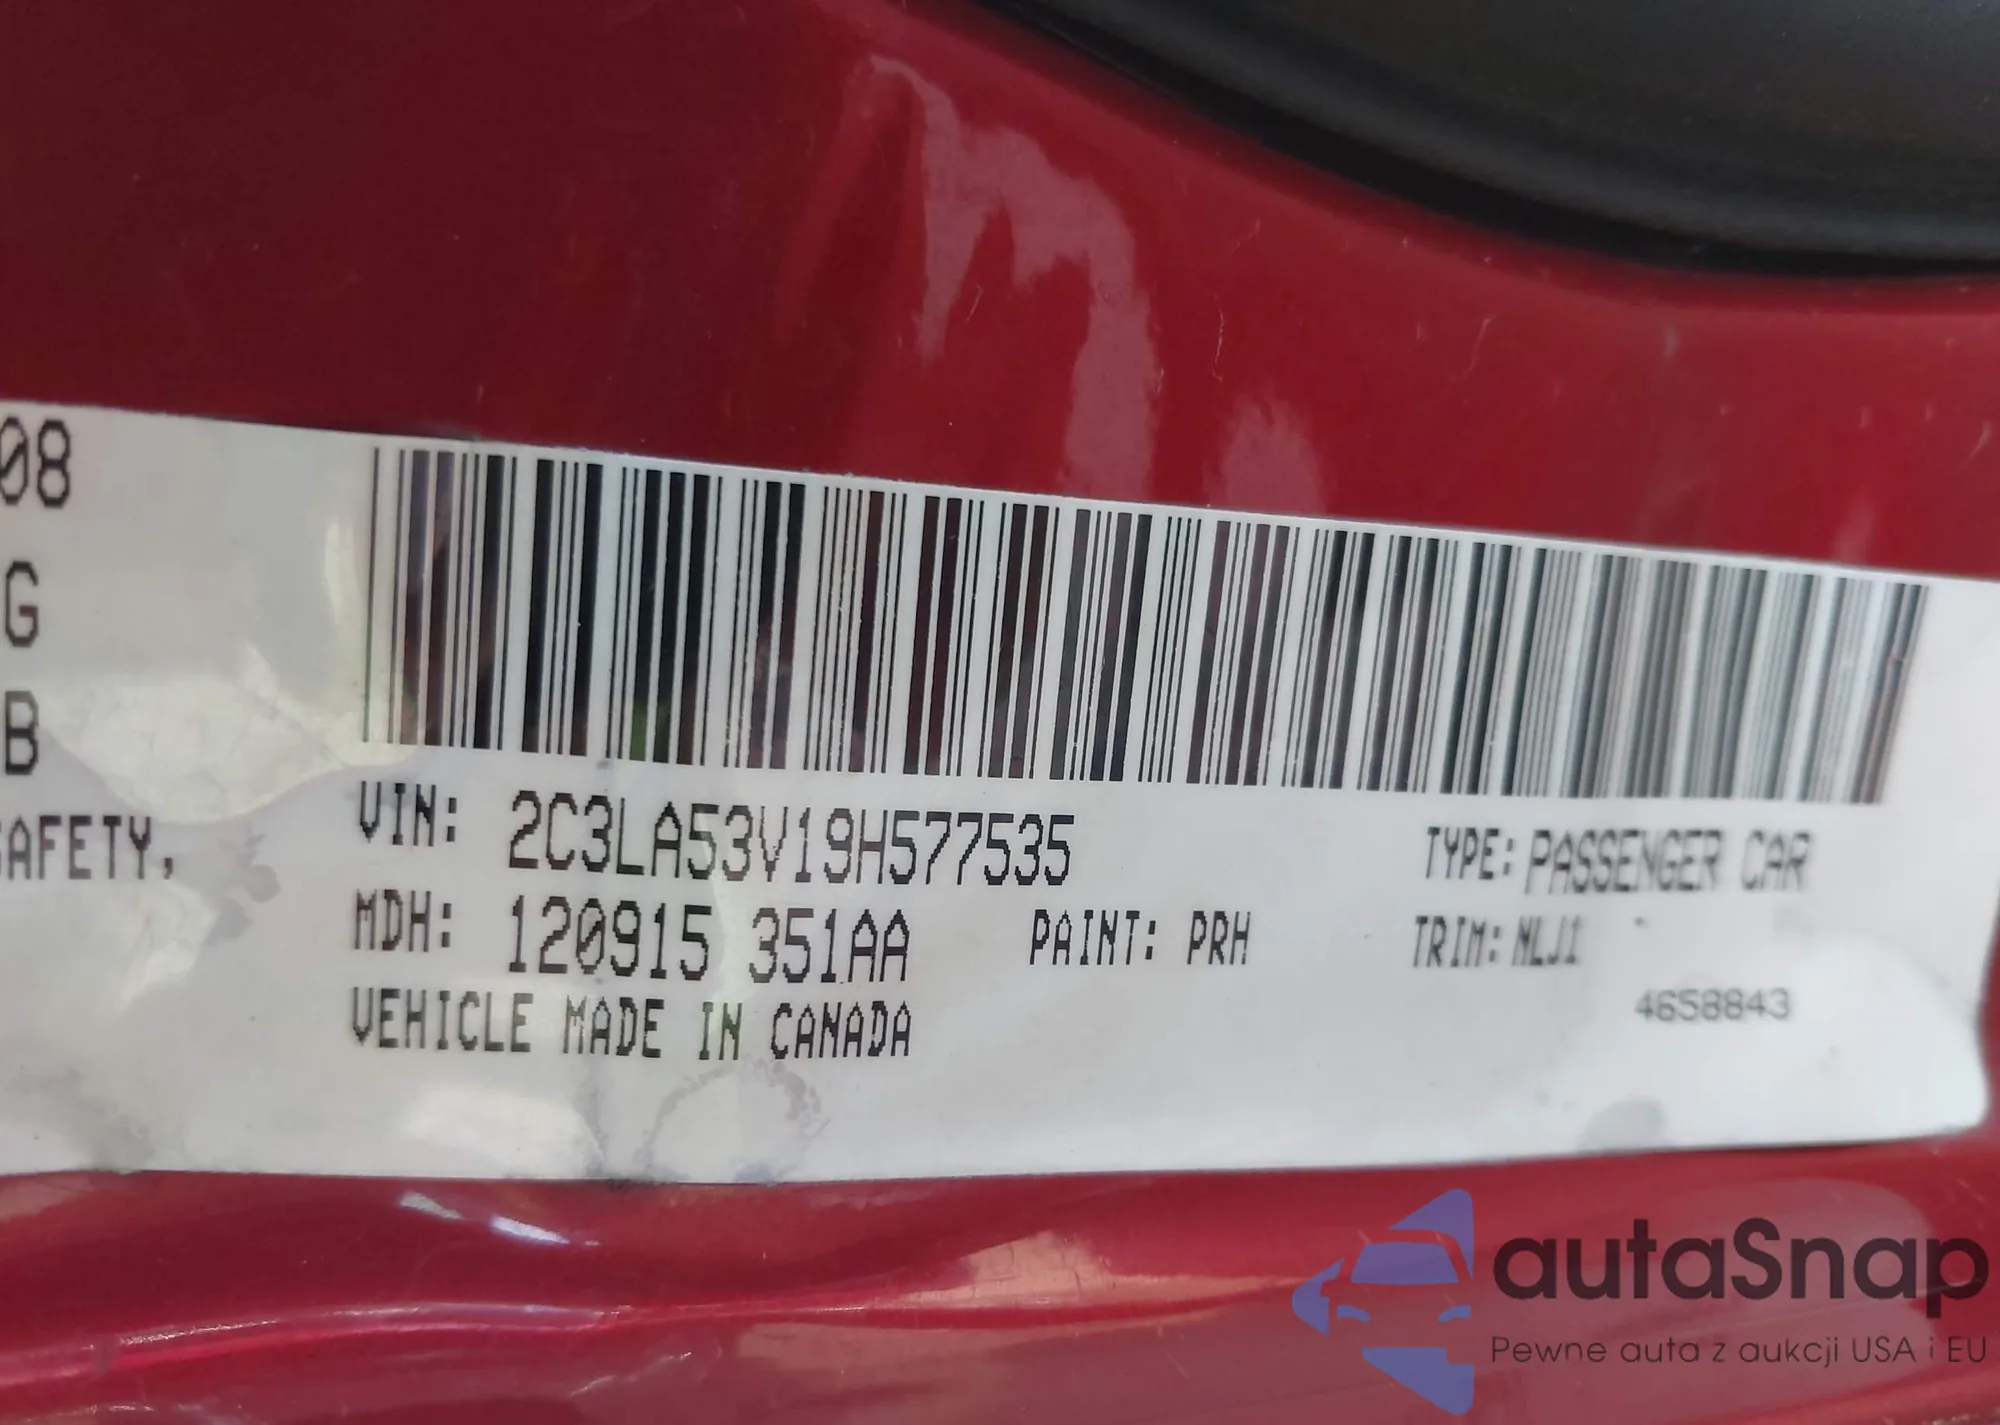 08
G
B
SAFETY,
VIN: 2C3LA53V19H577535
TYPE: PASSENGER CAR
MDH: 120915 351AA
PAINT: PRH
TRIM: MLJ1
VEHICLE MADE IN CANADA
4658843
autaSnap
Pewne auta z aukcji USA i EU